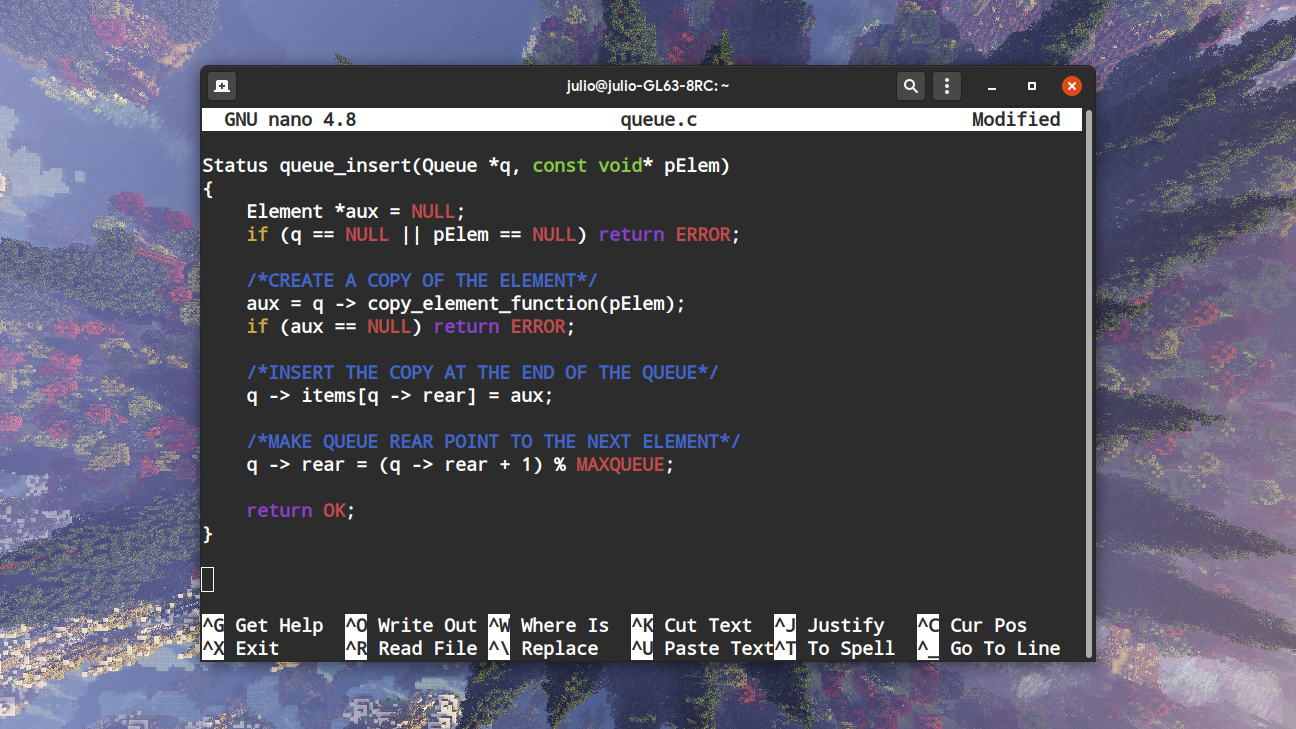 julio@julio-GL63-8RC: ~
GNU nano 4.8 queue.c Modified
Status queue_insert(Queue *q, const void* pElem)
{
    Element *aux = NULL;
    if (q == NULL || pElem == NULL) return ERROR;
    /*CREATE A COPY OF THE ELEMENT*/
    aux = q -> copy_element_function(pElem);
    if (aux == NULL) return ERROR;
    /*INSERT THE COPY AT THE END OF THE QUEUE*/
    q -> items[q -> rear] = aux;
    /*MAKE QUEUE REAR POINT TO THE NEXT ELEMENT*/
    q -> rear = (q -> rear + 1) % MAXQUEUE;
    return OK;
}
^G Get Help ^O Write Out ^W Where Is ^K Cut Text ^J Justify ^C Cur Pos
^X Exit ^R Read File ^\ Replace ^U Paste Text^T To Spell ^_ Go To Line